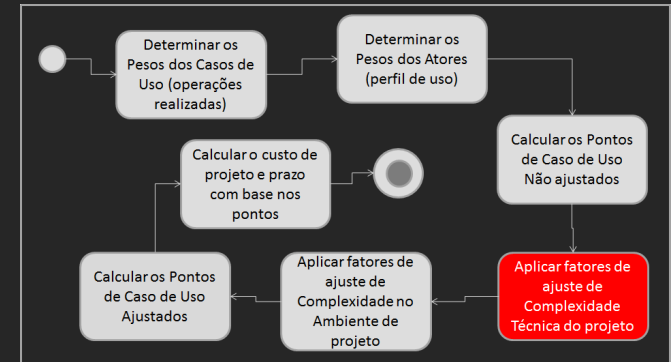 Determinar os
Pesos dos Casos de
Uso (operações
realizadas)
Determinar os
Pesos dos Atores
(perfil de uso)
Calcular os Pontos
de Caso de Uso
Não ajustados
Aplicar fatores de
ajuste de
Complexidade
Técnica do projeto
Aplicar fatores de
ajuste de
Complexidade no
Ambiente de
projeto
Calcular os Pontos
de Caso de Uso
Ajustados
Calcular o custo de
projeto e prazo
com base nos
pontos